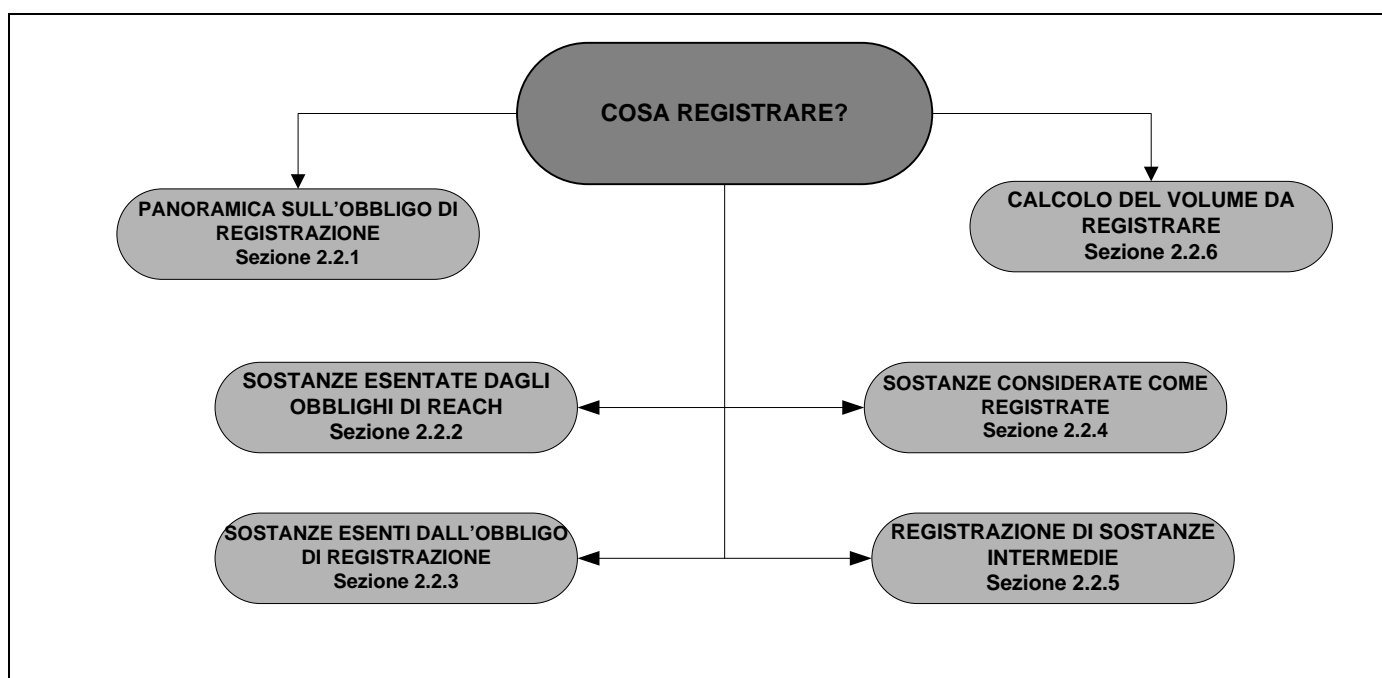 COSA REGISTRARE?
PANORAMICA SULL’OBBLIGO DI
REGISTRAZIONE
Sezione 2.2.1
CALCOLO DEL VOLUME DA
REGISTRARE
Sezione 2.2.6
SOSTANZE ESENTATE DAGLI
OBBLIGHI DI REACH
Sezione 2.2.2
SOSTANZE CONSIDERATE COME
REGISTRATE
Sezione 2.2.4
SOSTANZE ESENTI DALL’OBBLIGO
DI REGISTRAZIONE
Sezione 2.2.3
REGISTRAZIONE DI SOSTANZE
INTERMEDIE
Sezione 2.2.5